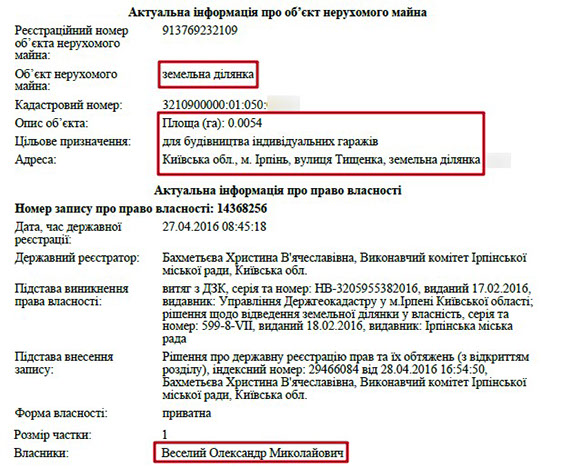 Актуальна інформація про об’єкт нерухомого майна
Реєстраційний номер об’єкта нерухомого майна: 913769232109
Об’єкт нерухомого майна: земельна ділянка
Кадастровий номер: 3210900000:01:050:
Опис об’єкта: Площа (га): 0.0054
Цільове призначення: для будівництва індивідуальних гаражів
Адреса: Київська обл., м. Ірпінь, вулиця Тищенка, земельна ділянка
Актуальна інформація про право власності
Номер запису про право власності: 14368256
Дата, час державної реєстрації: 27.04.2016 08:45:18
Державний реєстратор: Бахметьєва Христина В'ячеславівна, Виконавчий комітет Ірпінської
міської ради, Київська обл.
Підстава виникнення права власності: витяг з ДЗК, серія та номер: НВ-3205955382016, виданий 17.02.2016,
видавник: Управління Держгеокадастру у м.Ірпені Київської області;
рішення щодо відведення земельної ділянки у власність, серія та
номер: 599-8-VII, виданий 18.02.2016, видавник: Ірпінська міська
рада
Підстава внесення запису: Рішення про державну реєстрацію прав та їх обтяжень (з відкриттям
розділу), індексний номер: 29466084 від 28.04.2016 16:54:50,
Бахметьєва Христина В'ячеславівна, Виконавчий комітет Ірпінської
міської ради, Київська обл.
Форма власності: приватна
Розмір частки: 1
Власники: Веселий Олександр Миколайович